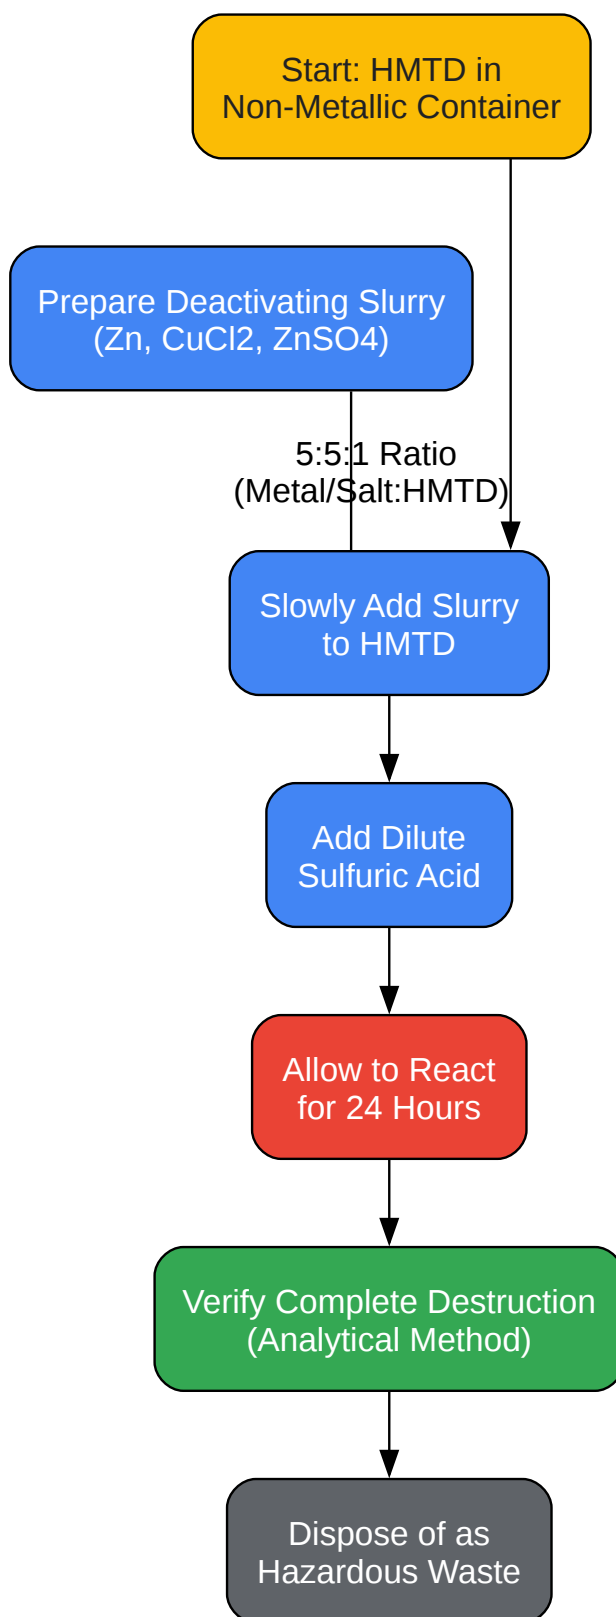 Start: HMTD in
Non-Metallic Container
Prepare Deactivating Slurry
(Zn, CuCl2, ZnSO4)
5:5:1 Ratio
(Metal/Salt:HMTD)
Slowly Add Slurry
to HMTD
Add Dilute
Sulfuric Acid
Allow to React
for 24 Hours
Verify Complete Destruction
(Analytical Method)
Dispose of as
Hazardous Waste